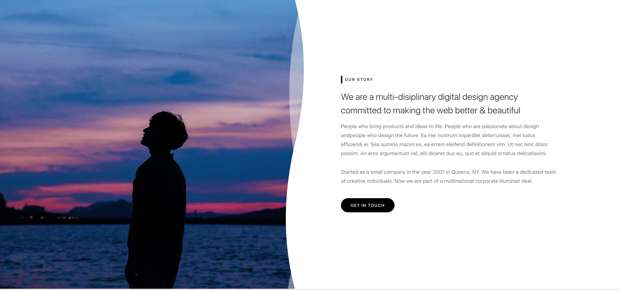 OUR STORY
We are a multi-disiplinary digital design agency
committed to making the web better & beautiful
People who bring products and ideas to life. People who are passionate about design
andpeople who design the future. Ea mei nostrum imperdiet deterruisset, mei ludus
efficiendi ei. Sea summa mazim ex, ea errem eleifend definitionem vim. Ut nec hinc dolor
possim. An eros argumentum vel, elit diceret duo eu, quo et aliquid ornatus delicatissimi.
Started as a small company in the year 2007 in Queens, NY. We have been a dedicated team
of creative individuals. Now we are part of a multinational corporate illuminati deal.
GET IN TOUCH